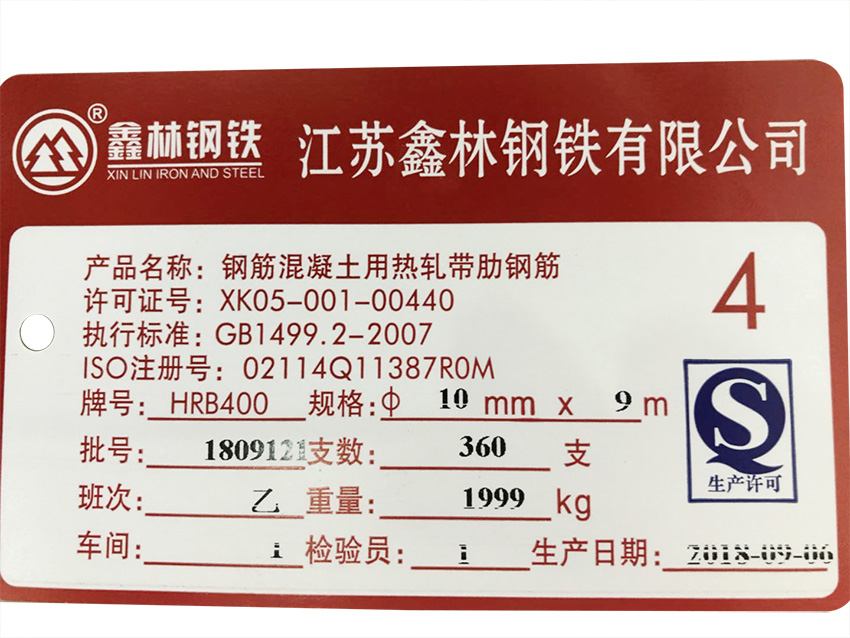 鑫林钢铁®
XIN LIN IRON AND STEEL
江苏鑫林钢铁有限公司
产品名称：钢筋混凝土用热轧带肋钢筋
4
许可证号：XK05-001-00440
执行标准：GB1499.2-2007
ISO注册号：02114Q11387R0M
牌号：HRB400 规格：ф 10 mm x 9 m
批号：1809121 支数：360 支
班次：乙 重量：1999 kg
车间：1 检验员：1 生产日期：2018-09-06
QS
生产许可